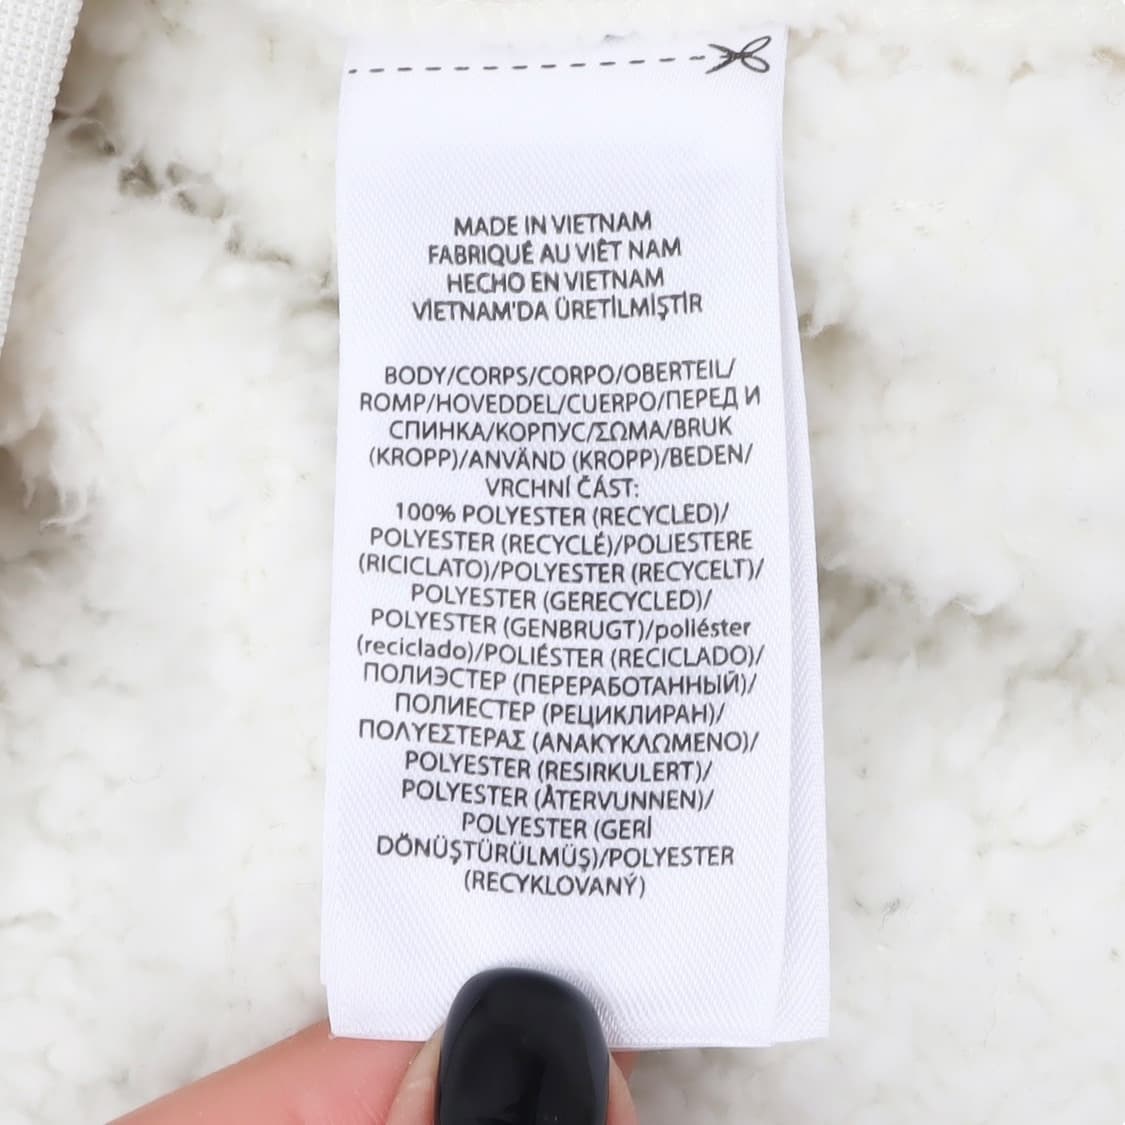 MADE IN VIETNAM
FABRIQUÉ AU VIÊT NAM
HECHO EN VIETNAM
VİETNAM'DA ÜRETİLMİŞTİR
BODY/CORPS/CORPO/OBERTEIL/
ROMP/HOVEDDEL/CUERPO/ПЕРЕД И
СПИНКА/КОРПУС/ΣΩΜΑ/BRUK
(KROPP)/ANVÄND (KROPP)/BEDEN/
VRCHNÍ ČÁST:
100% POLYESTER (RECYCLED)/
POLYESTER (RECYCLÉ)/POLIESTERE
(RICICLATO)/POLYESTER (RECYCELT)/
POLYESTER (GERECYCLED)/
POLYESTER (GENBRUGT)/poliéster
(reciclado)/POLIÉSTER (RECICLADO)/
ПОЛИЭСТЕР (ПЕРЕРАБОТАННЫЙ)/
ПОЛИЕСТЕР (РЕЦИКЛИРАН)/
ΠΟΛΥΕΣΤΕΡΑΣ (ΑΝΑΚΥΚΛΩΜΕΝΟ)/
POLYESTER (RESIRKULERT)/
POLYESTER (ÅTERVUNNEN)/
POLYESTER (GERİ
DÖNÜŞTÜRÜLMÜŞ)/POLYESTER
(RECYKLOVANÝ)